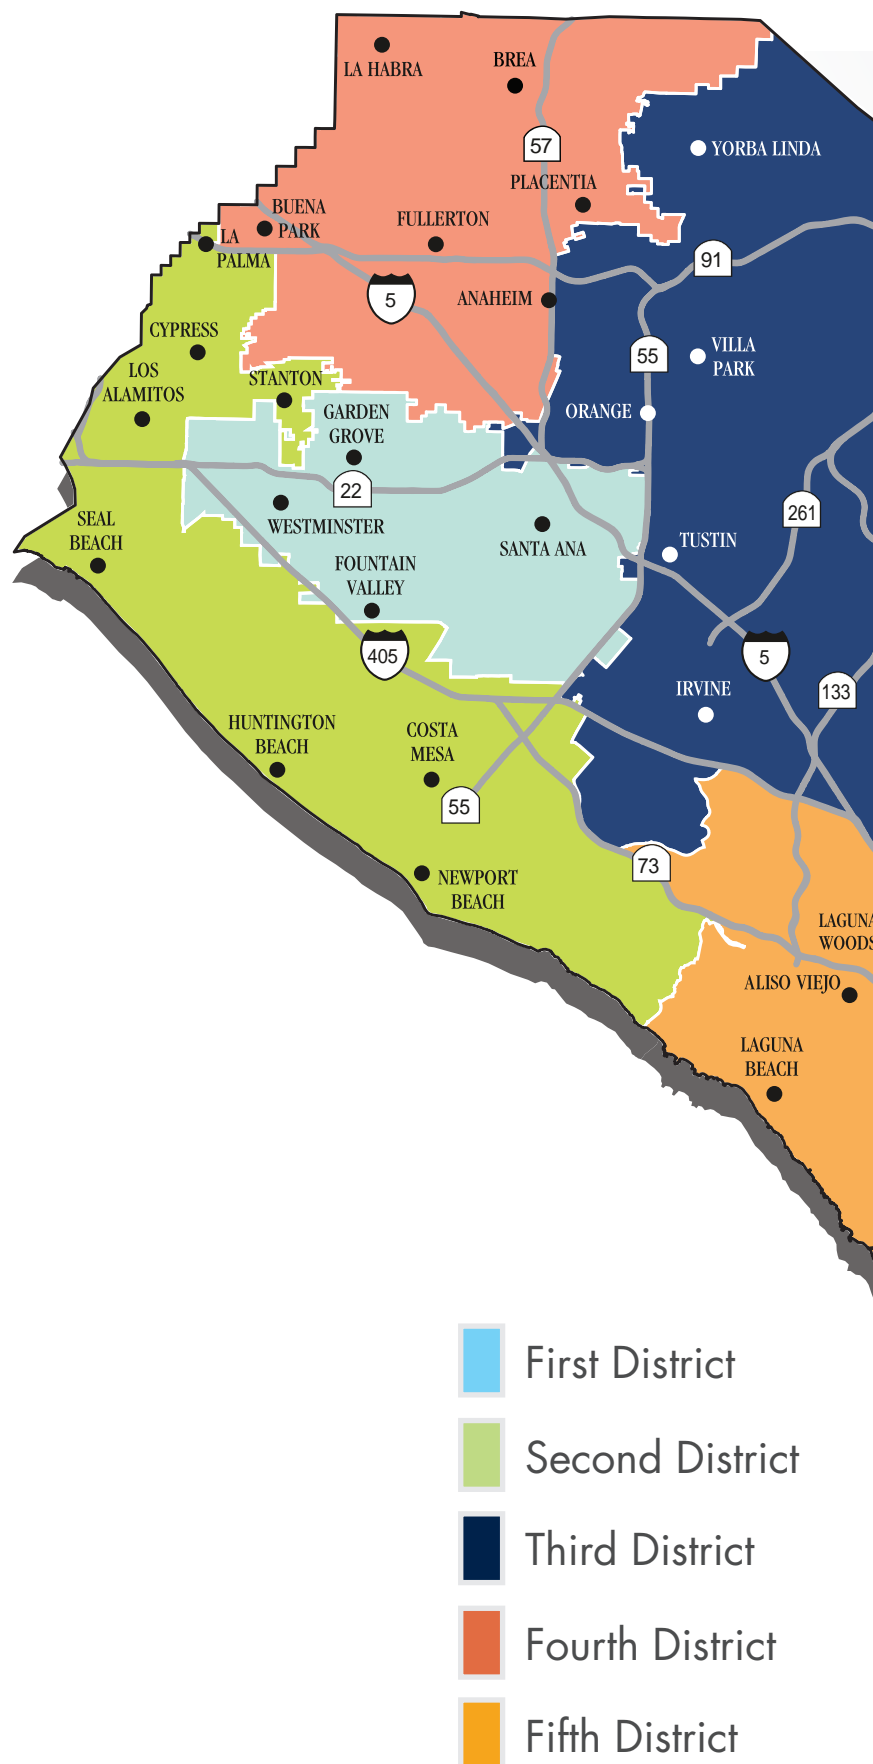 LA HABRA
BREA
57
YORBA LINDA
PLACENTIA
BUENA
PARK
FULLERTON
LA
PALMA
91
5
ANAHEIM
CYPRESS
55
VILLA
PARK
LOS
ALAMITOS
STANTON
GARDEN
GROVE
ORANGE
22
261
WESTMINSTER
SEAL
BEACH
SANTA ANA
TUSTIN
FOUNTAIN
VALLEY
405
5
133
IRVINE
HUNTINGTON
BEACH
COSTA
MESA
55
73
NEWPORT
BEACH
LAGUNA
WOODS
ALISO VIEJO
LAGUNA
BEACH
First District
Second District
Third District
Fourth District
Fifth District